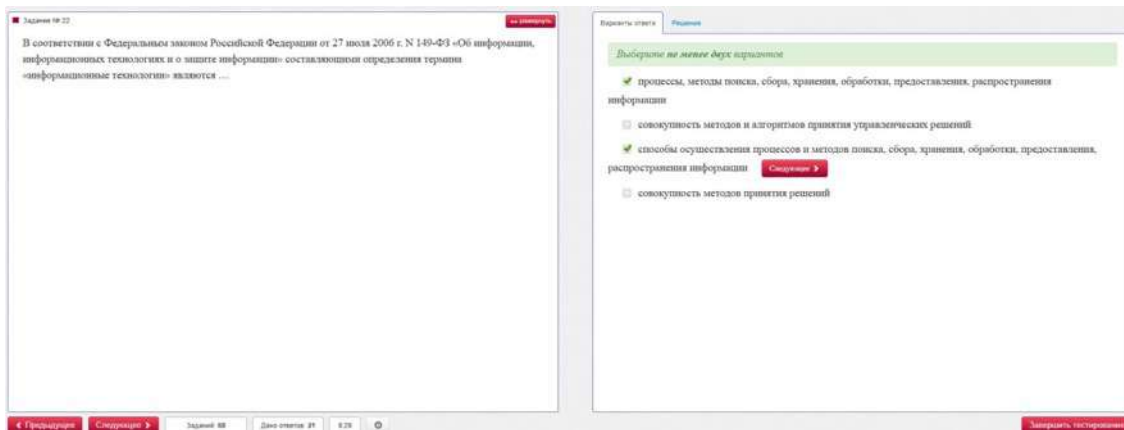 Задание № 22
развернуть
В соответствии с Федеральным законом Российской Федерации от 27 июля 2006 г. N 149-ФЗ «Об информации,
информационных технологиях и о защите информации» составляющими определения термина
«информационные технологии» являются …
Варианты ответа Решение
Выберите не менее двух вариантов
процессы, методы поиска, сбора, хранения, обработки, предоставления, распространения
информации
совокупность методов и алгоритмов принятия управленческих решений
способы осуществления процессов и методов поиска, сбора, хранения, обработки, предоставления,
распространения информации Следующее
совокупность методов принятия решений
Предыдущее Следующее Заданий 60 Дано ответов Завершить тестирование